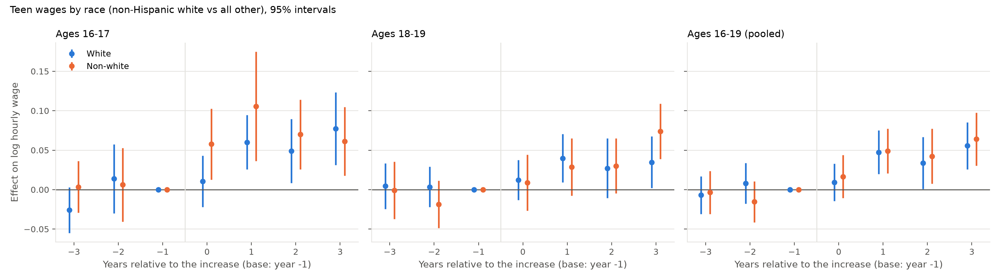 Teen wages by race (non-Hispanic white vs all other), 95% intervals
Ages 16-17
Ages 18-19
Ages 16-19 (pooled)
White
Non-white
Effect on log hourly wage
0.15
0.10
0.05
0.00
−0.05
−3 −2 −1 0 1 2 3
−3 −2 −1 0 1 2 3
−3 −2 −1 0 1 2 3
Years relative to the increase (base: year -1)
Years relative to the increase (base: year -1)
Years relative to the increase (base: year -1)